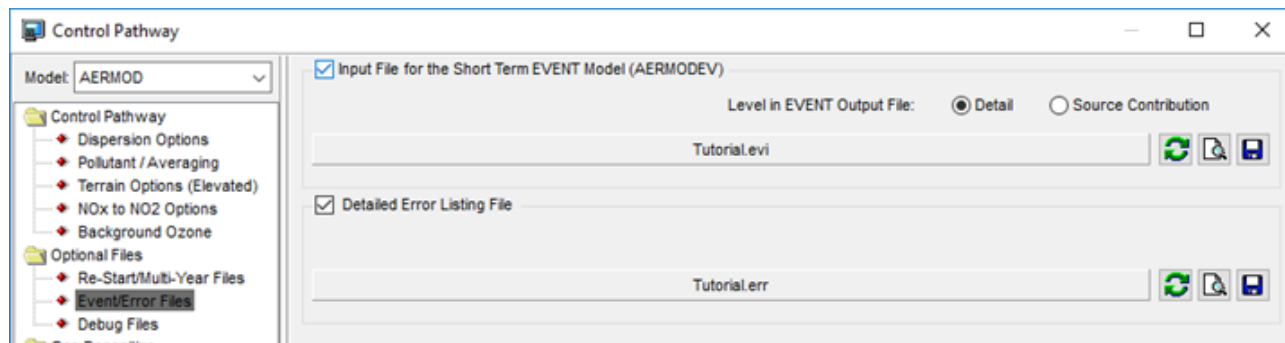 Control Pathway
Model: AERMOD
Control Pathway
Dispersion Options
Pollutant / Averaging
Terrain Options (Elevated)
NOx to NO2 Options
Background Ozone
Optional Files
Re-Start/Multi-Year Files
Event/Error Files
Debug Files
Input File for the Short Term EVENT Model (AERMODEV)
Level in EVENT Output File: Detail Source Contribution
Tutorial.evi
Detailed Error Listing File
Tutorial.err